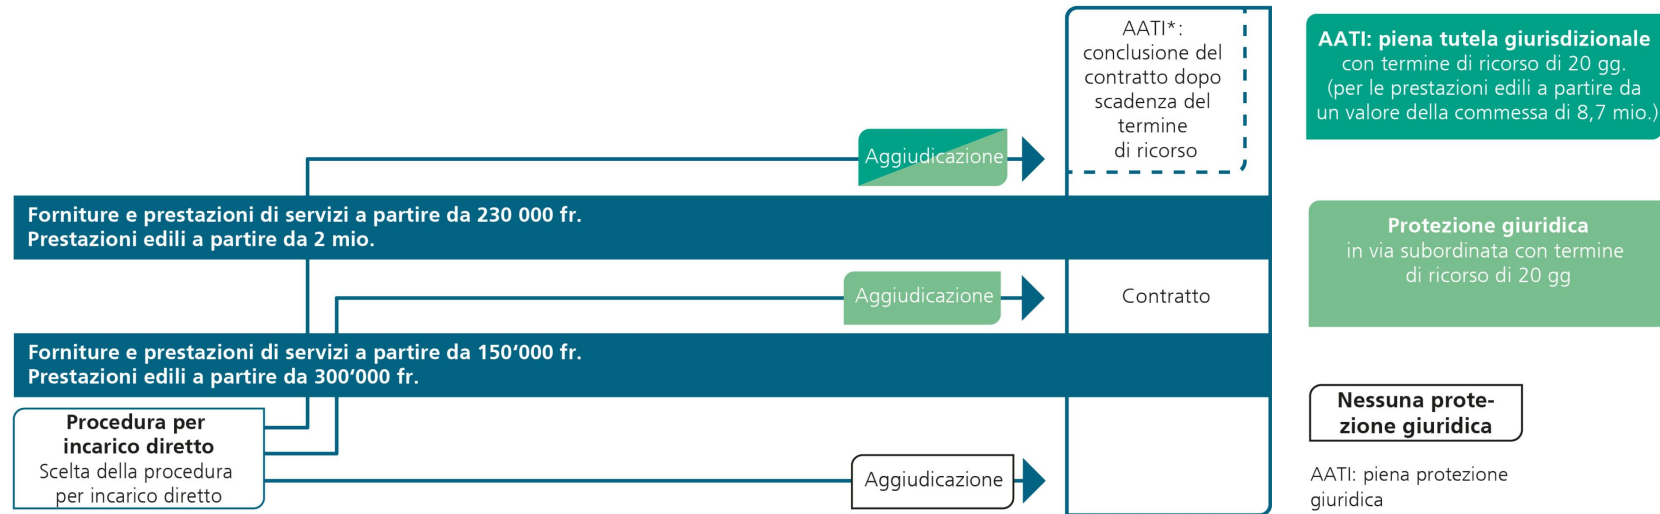 AATI*:
conclusione del
contratto dopo
scadenza del
termine
di ricorso
Aggiudicazione
Forniture e prestazioni di servizi a partire da 230 000 fr.
Prestazioni edili a partire da 2 mio.
Aggiudicazione
Contratto
Forniture e prestazioni di servizi a partire da 150‘000 fr.
Prestazioni edili a partire da 300‘000 fr.
Procedura per
incarico diretto
Scelta della procedura
per incarico diretto
Aggiudicazione
AATI: piena tutela giurisdizionale
con termine di ricorso di 20 gg.
(per le prestazioni edili a partire da
un valore della commessa di 8,7 mio.)
Protezione giuridica
in via subordinata con termine
di ricorso di 20 gg
Nessuna prote-
zione giuridica
AATI: piena protezione
giuridica